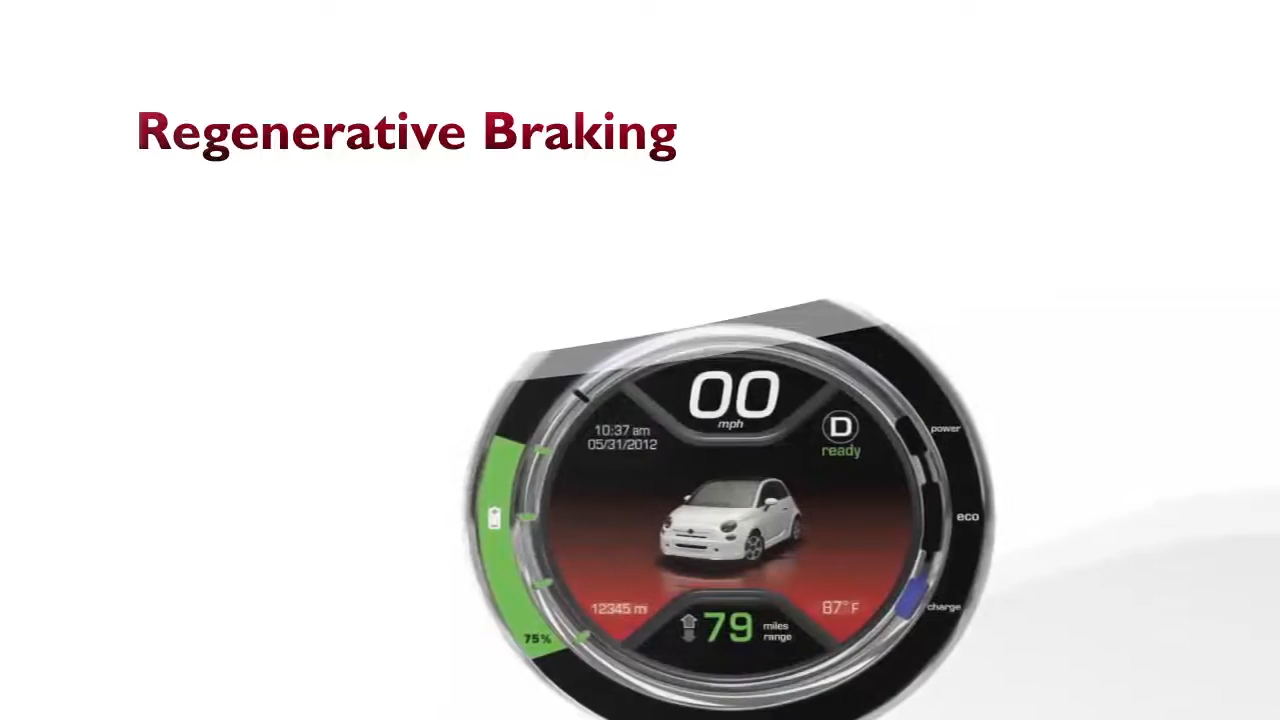 Regenerative Braking
00
mph
10:37 am
05/31/2012
D
ready
power
eco
charge
12345 mi
87°F
79 miles range
75%